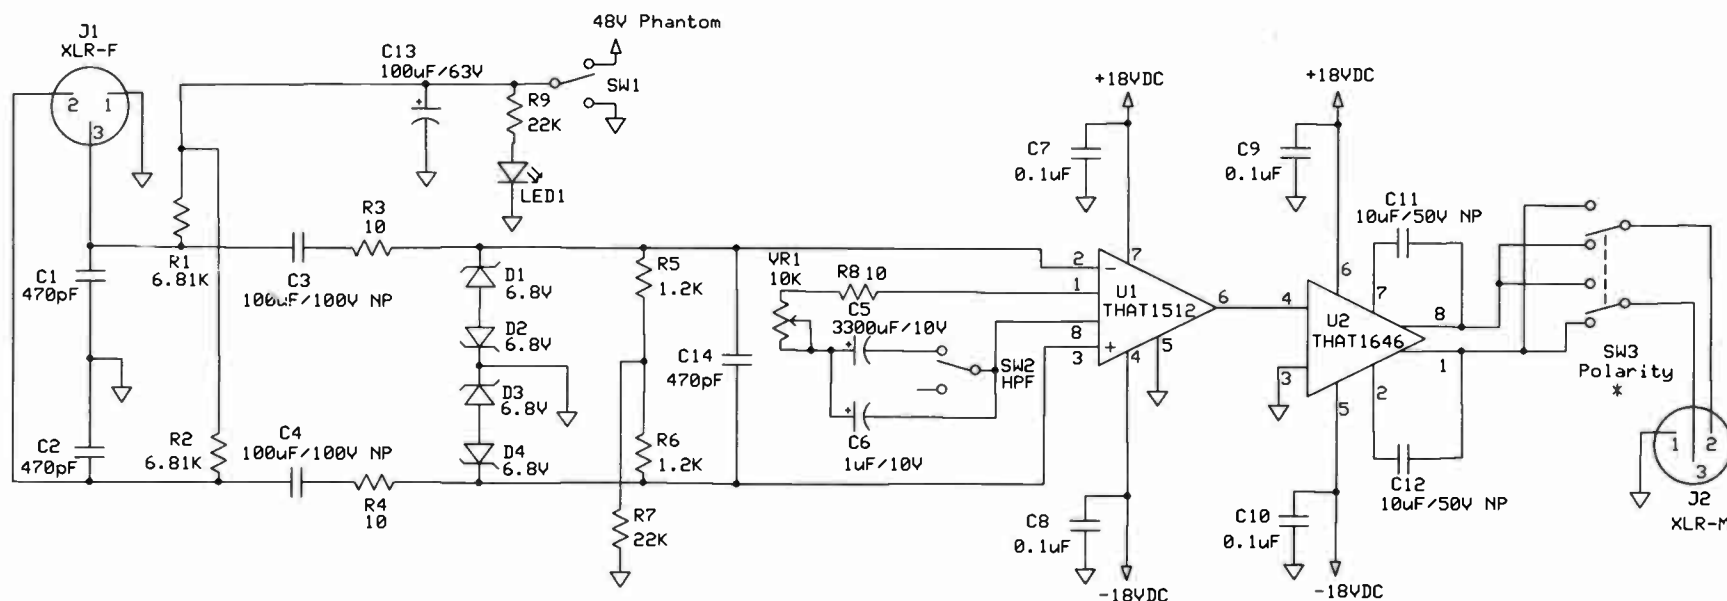 48V Phantom
J1
XLR-F
2
1
3
C13
100uF/63V
SW1
R9
22K
LED1
R3
10
R1
6.81K
C3
100uF/100V NP
C1
470pF
D1
6.8V
D2
6.8V
D3
6.8V
D4
6.8V
R5
1.2K
R6
1.2K
R7
22K
C14
470pF
C2
470pF
R2
6.81K
C4
100uF/100V NP
R4
10
VR1
10K
R8 10
C5
3300uF/10V
C6
1uF/10V
SW2
HPF
+18VDC
C7
0.1uF
2
1
8
3
7
6
5
4
U1
THAT1512
C8
0.1uF
-18VDC
+18VDC
C9
0.1uF
4
3
6
7
8
1
2
5
U2
THAT1646
C11
10uF/50V NP
C12
10uF/50V NP
C10
0.1uF
-18VDC
SW3
Polarity
*
1
2
3
J2
XLR-M